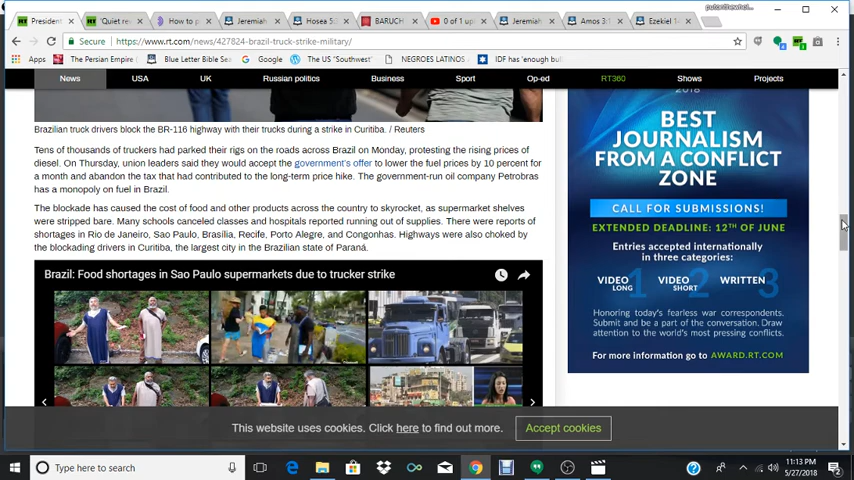 putonthewhol...
President
'Quiet re
How to p
Jeremiah
Hosea 5:
BARUCH
0 of 1 up
Jeremiah
Amos 3:1
Ezekiel 14:
Secure
https://www.rt.com/news/427824-brazil-truck-strike-military/
Apps
The Persian Empire
Blue Letter Bible Se
Google
The US "Southwest"
NEGROES LATINOS
IDF has 'enough bul
News
USA
UK
Russian politics
Business
Sport
Op-ed
RT360
Shows
Projects
Brazilian truck drivers block the BR-116 highway with their trucks during a strike in Curitiba. / Reuters
Tens of thousands of truckers had parked their rigs on the roads across Brazil on Monday, protesting the rising prices of
diesel. On Thursday, union leaders said they would accept the government's offer to lower the fuel prices by 10 percent for
a month and abandon the tax that had contributed to the long-term price hike. The government-run oil company Petrobras
has a monopoly on fuel in Brazil.
The blockade has caused the cost of food and other products across the country to skyrocket, as supermarket shelves
were stripped bare. Many schools canceled classes and hospitals reported running out of supplies. There were reports of
shortages in Rio de Janeiro, Sao Paulo, Brasília, Recife, Porto Alegre, and Congonhas. Highways were also choked by
the blockading drivers in Curitiba, the largest city in the Brazilian state of Paraná.
Brazil: Food shortages in Sao Paulo supermarkets due to trucker strike
2018
BEST
JOURNALISM
FROM A CONFLICT
ZONE
CALL FOR SUBMISSIONS!
EXTENDED DEADLINE: 12TH OF JUNE
Entries accepted internationally
in three categories:
VIDEO LONG 1 VIDEO SHORT 2 WRITTEN 3
Honoring today's fearless war correspondents.
Submit and be a part of the conversation. Draw
attention to the world's most pressing conflicts.
For more information go to AWARD.RT.COM
This website uses cookies. Click here to find out more.
Accept cookies
Type here to search
11:13 PM
5/27/2018
2